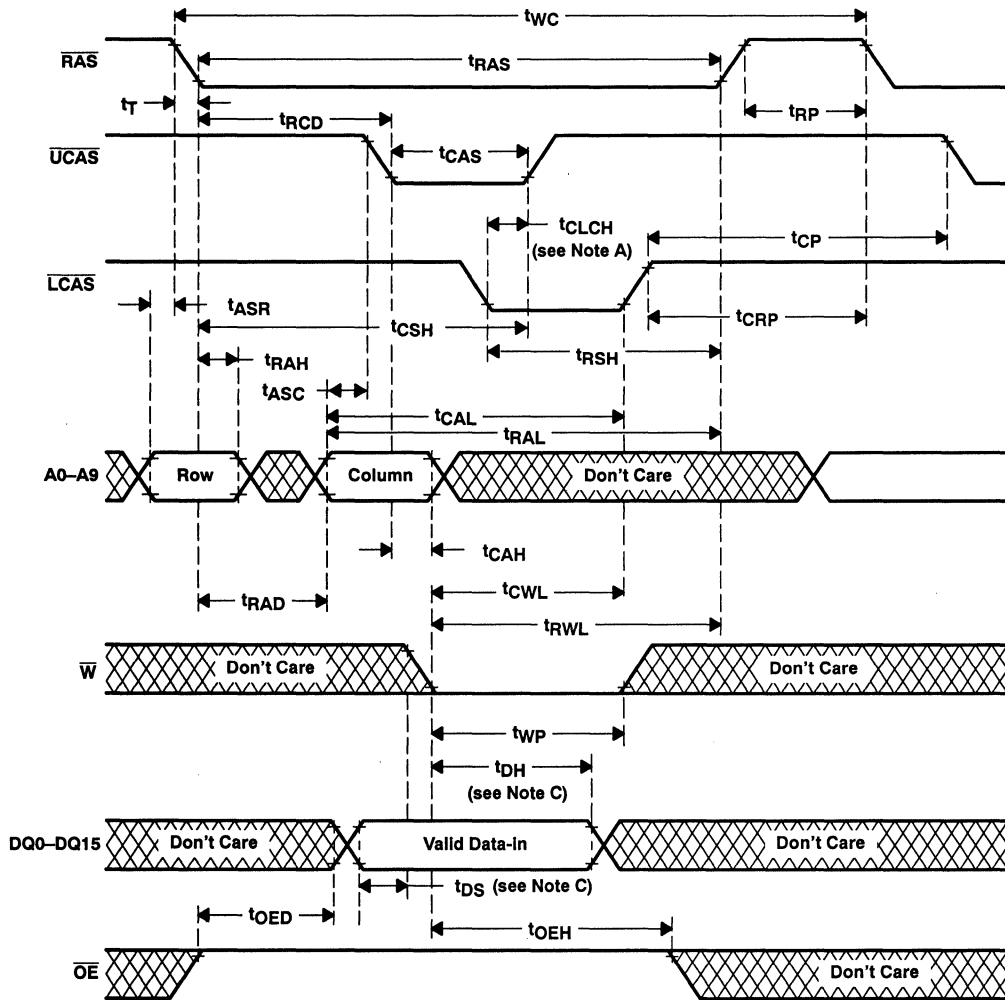 tWC
RAS
tRAS
tT
tRP
tRCD
UCAS
tCAS
tCLCH
(see Note A)
tCP
LCAS
tASR
tCSH
tCRP
tRSH
tRAH
tASC
tCAL
tRAL
A0–A9
Row
Column
Don't Care
tCAH
tCWL
tRAD
tRWL
W
Don't Care
Don't Care
tWP
tDH
(see Note C)
DQ0–DQ15
Don't Care
Valid Data-in
Don't Care
tDS (see Note C)
tOED
tOEH
OE
Don't Care